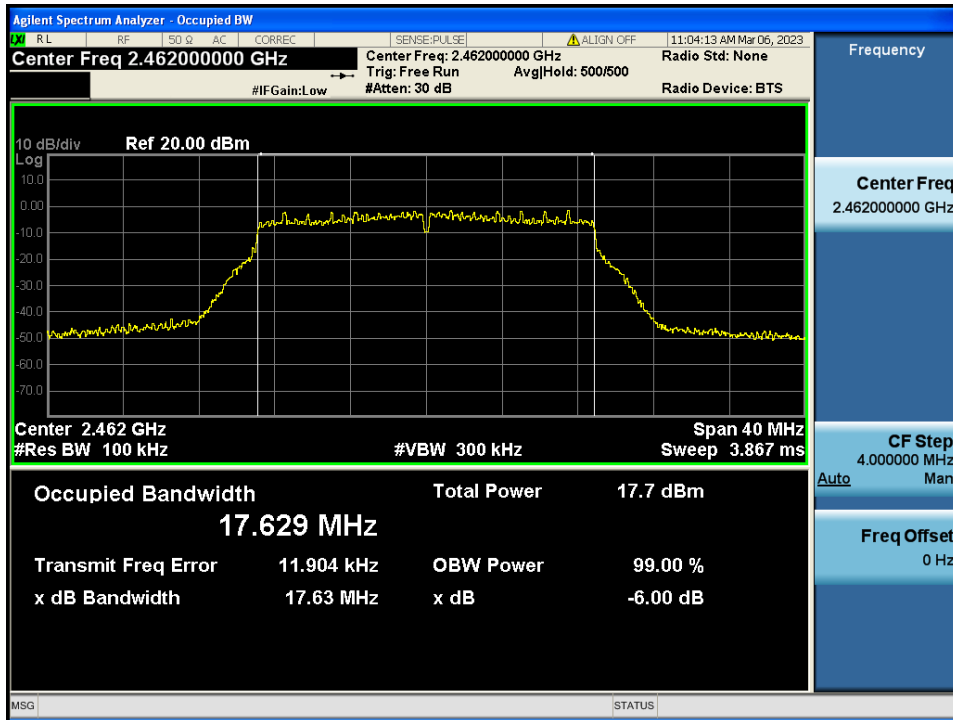 Agilent Spectrum Analyzer - Occupied BW
LXI RL RF 50 Ω AC CORREC SENSE:PULSE ALIGN OFF 11:04:13 AM Mar 06, 2023
Center Freq 2.462000000 GHz
Center Freq: 2.462000000 GHz
Radio Std: None
Trig: Free Run Avg|Hold: 500/500
#IFGain:Low
#Atten: 30 dB
Radio Device: BTS
10 dB/div Ref 20.00 dBm
Log
10.0
0.00
-10.0
-20.0
-30.0
-40.0
-50.0
-60.0
-70.0
Center 2.462 GHz
Span 40 MHz
#Res BW 100 kHz
#VBW 300 kHz
Sweep 3.867 ms
Occupied Bandwidth
17.629 MHz
Total Power 17.7 dBm
Transmit Freq Error 11.904 kHz
OBW Power 99.00 %
x dB Bandwidth 17.63 MHz
x dB -6.00 dB
Frequency
Center Freq
2.462000000 GHz
CF Step
4.000000 MHz
Auto Man
Freq Offset
0 Hz
MSG
STATUS